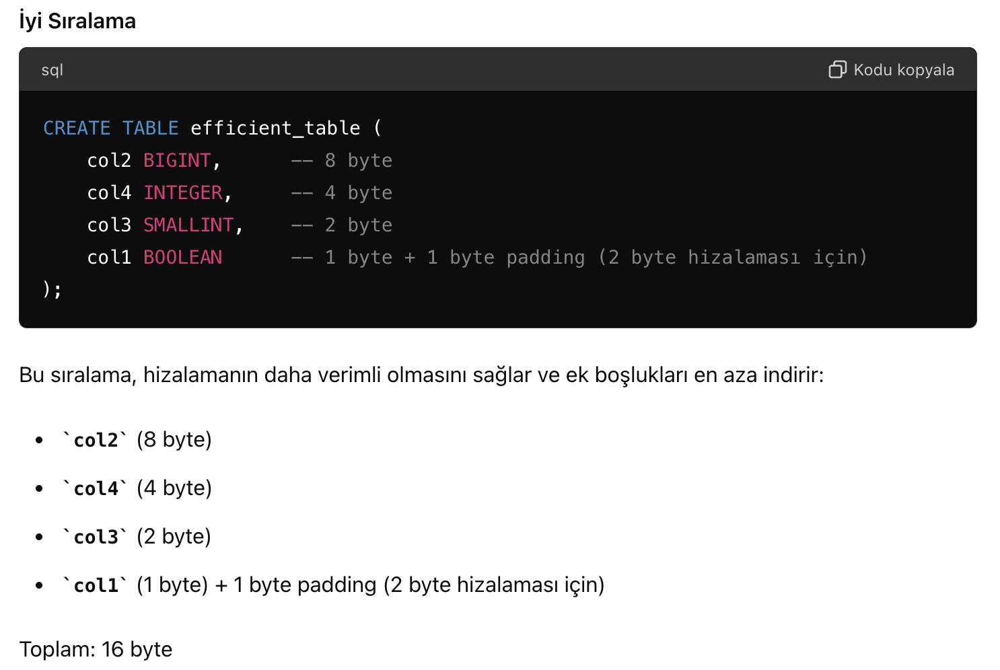 İyi Sıralama
sql
Kodu kopyala
CREATE TABLE efficient_table (
    col2 BIGINT,      -- 8 byte
    col4 INTEGER,     -- 4 byte
    col3 SMALLINT,    -- 2 byte
    col1 BOOLEAN      -- 1 byte + 1 byte padding (2 byte hizalaması için)
);
Bu sıralama, hizalamanın daha verimli olmasını sağlar ve ek boşlukları en aza indirir:
• `col2` (8 byte)
• `col4` (4 byte)
• `col3` (2 byte)
• `col1` (1 byte) + 1 byte padding (2 byte hizalaması için)
Toplam: 16 byte